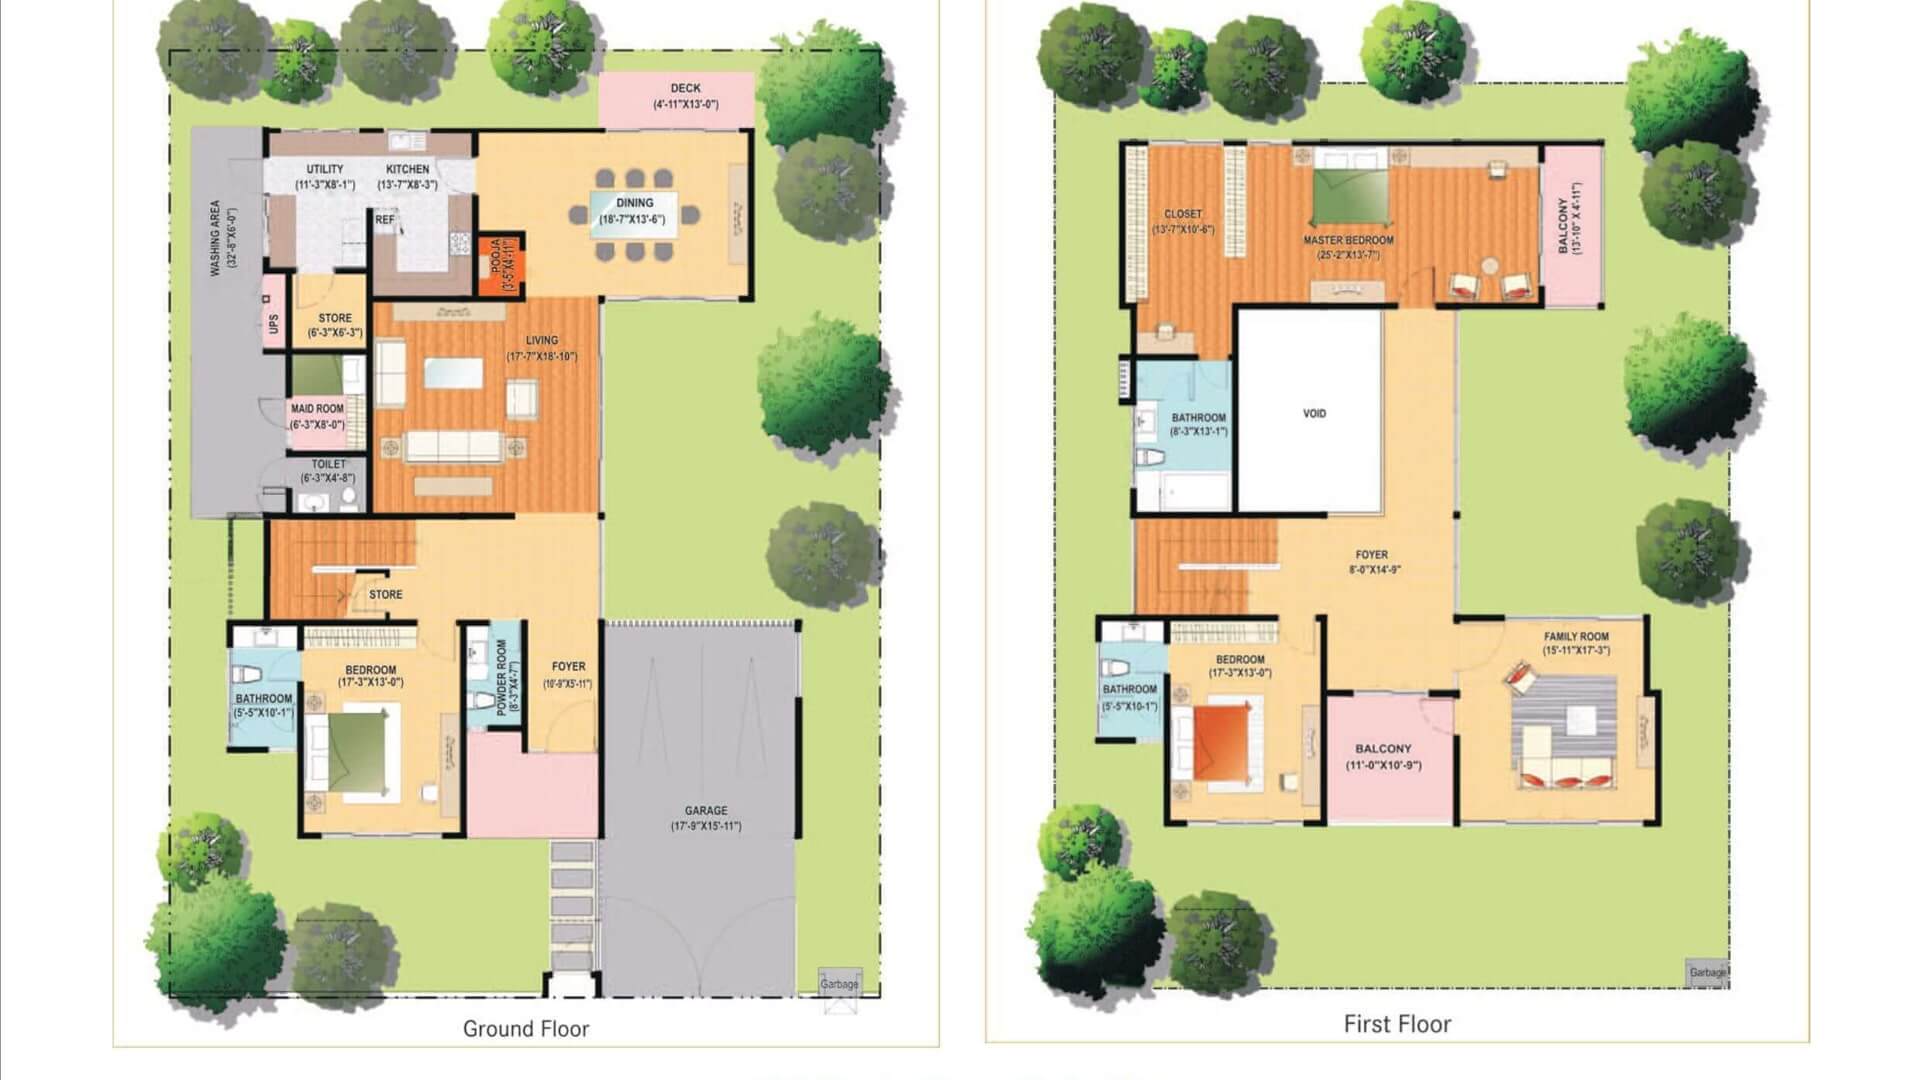 DECK
(4'-11"X13'-0")
UTILITY
(11'-3"X8'-1")
KITCHEN
(13'-7"X8'-3")
REF
WASHING AREA
(32'-8"X6'-0")
DINING
(18'-7"X13'-6")
POOJA
(3'-5"X4'-11")
UPS
STORE
(6'-3"X6'-3")
LIVING
(17'-7"X18'-10")
MAID ROOM
(6'-3"X8'-0")
TOILET
(6'-3"X4'-8")
STORE
BEDROOM
(17'-3"X13'-0")
BATHROOM
(5'-5"X10'-1")
POWDER ROOM
(8'-3"X4'-7")
FOYER
(10'-9"X5'-11")
GARAGE
(17'-9"X15'-11")
Garbage
Ground Floor
CLOSET
(13'-7"X10'-6")
MASTER BEDROOM
(25'-2"X13'-7")
BALCONY
(13'-10" X 4'-11")
BATHROOM
(8'-3"X13'-1")
VOID
FOYER
8'-0"X14'-9"
BEDROOM
(17'-3"X13'-0")
BATHROOM
(5'-5"X10-1")
FAMILY ROOM
(15'-11"X17'-3")
BALCONY
(11'-0"X10'-9")
Garbage
First Floor